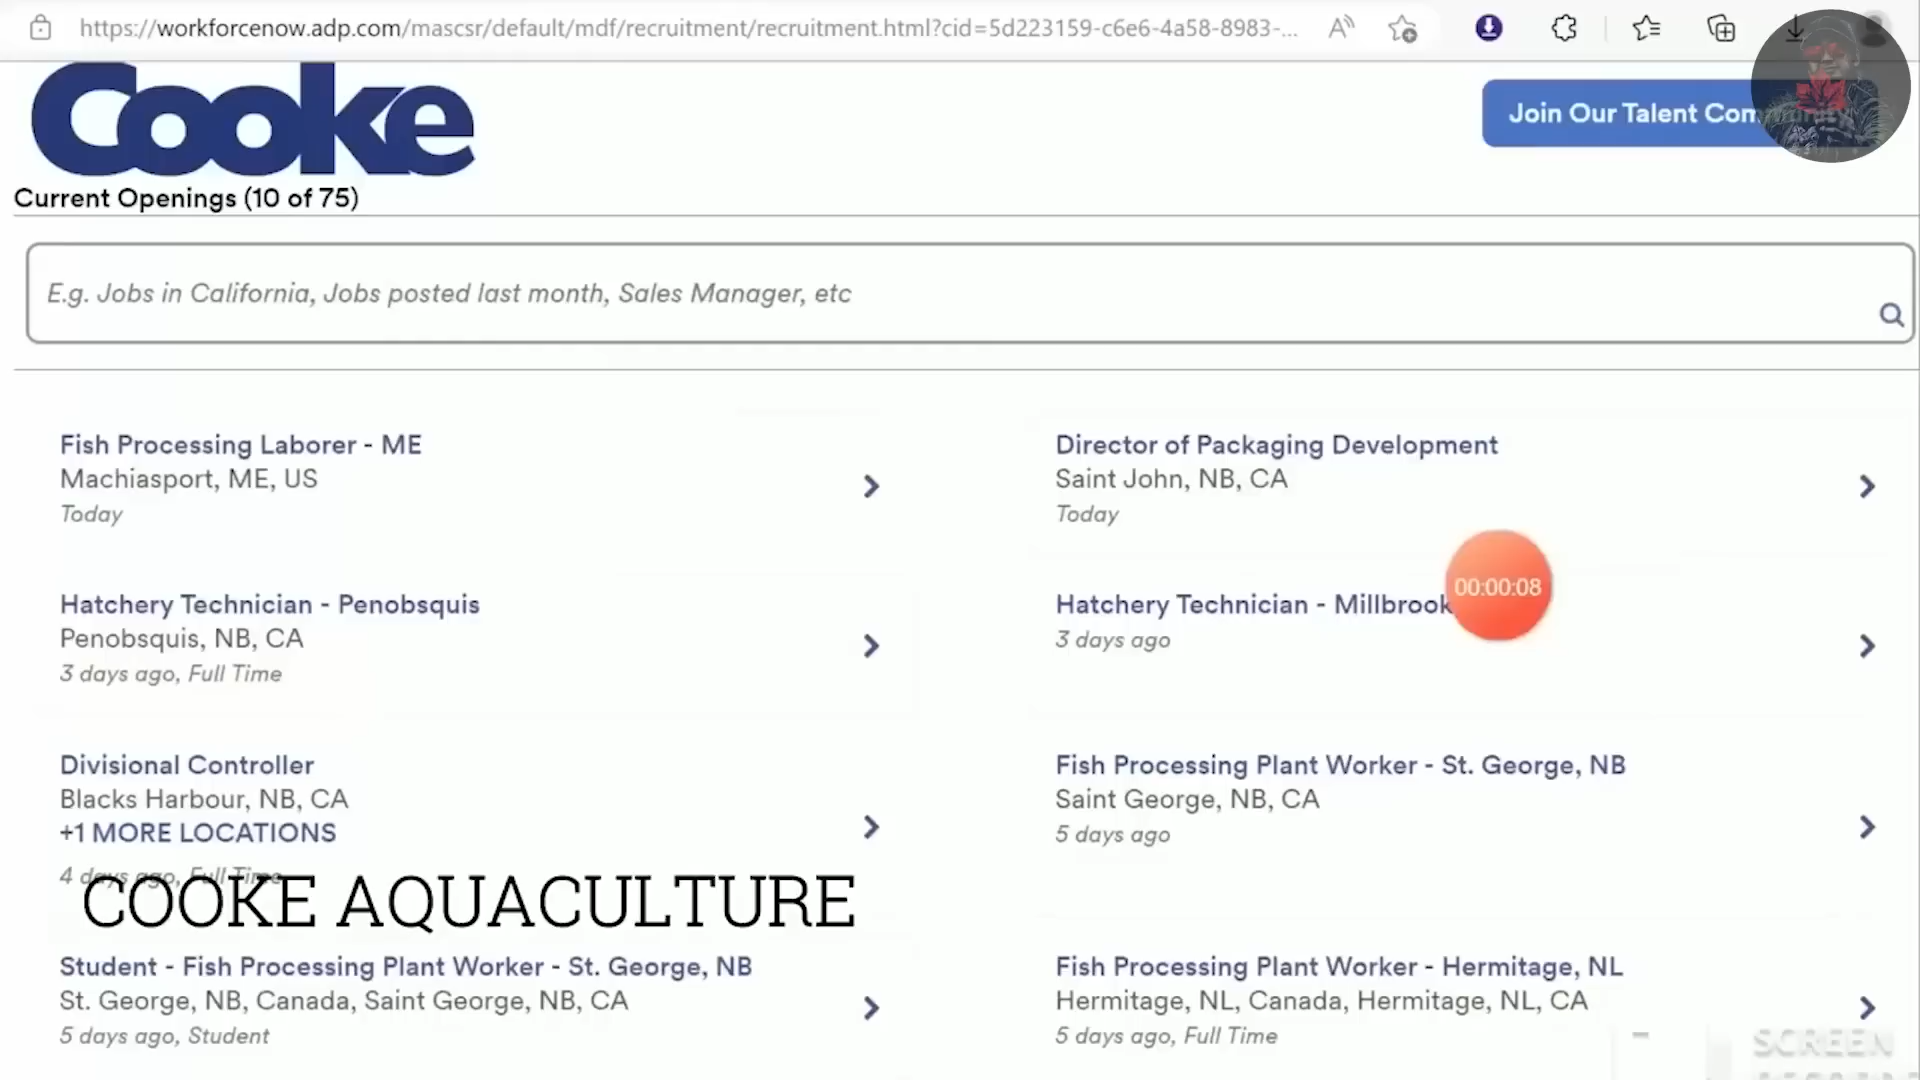 https://workforcenow.adp.com/mascsr/default/mdf/recruitment/recruitment.html?cid=5d223159-c6e6-4a58-8983-...
Cooke
Join Our Talent Community
Current Openings (10 of 75)
E.g. Jobs in California, Jobs posted last month, Sales Manager, etc
Fish Processing Laborer - ME
Machiasport, ME, US
Today
Director of Packaging Development
Saint John, NB, CA
Today
Hatchery Technician - Penobsquis
Penobsquis, NB, CA
3 days ago, Full Time
Hatchery Technician - Millbrook
3 days ago
00:00:08
Divisional Controller
Blacks Harbour, NB, CA
+1 MORE LOCATIONS
4 days ago, Full Time
Fish Processing Plant Worker - St. George, NB
Saint George, NB, CA
5 days ago
COOKE AQUACULTURE
Student - Fish Processing Plant Worker - St. George, NB
St. George, NB, Canada, Saint George, NB, CA
5 days ago, Student
Fish Processing Plant Worker - Hermitage, NL
Hermitage, NL, Canada, Hermitage, NL, CA
5 days ago, Full Time
SCREEN